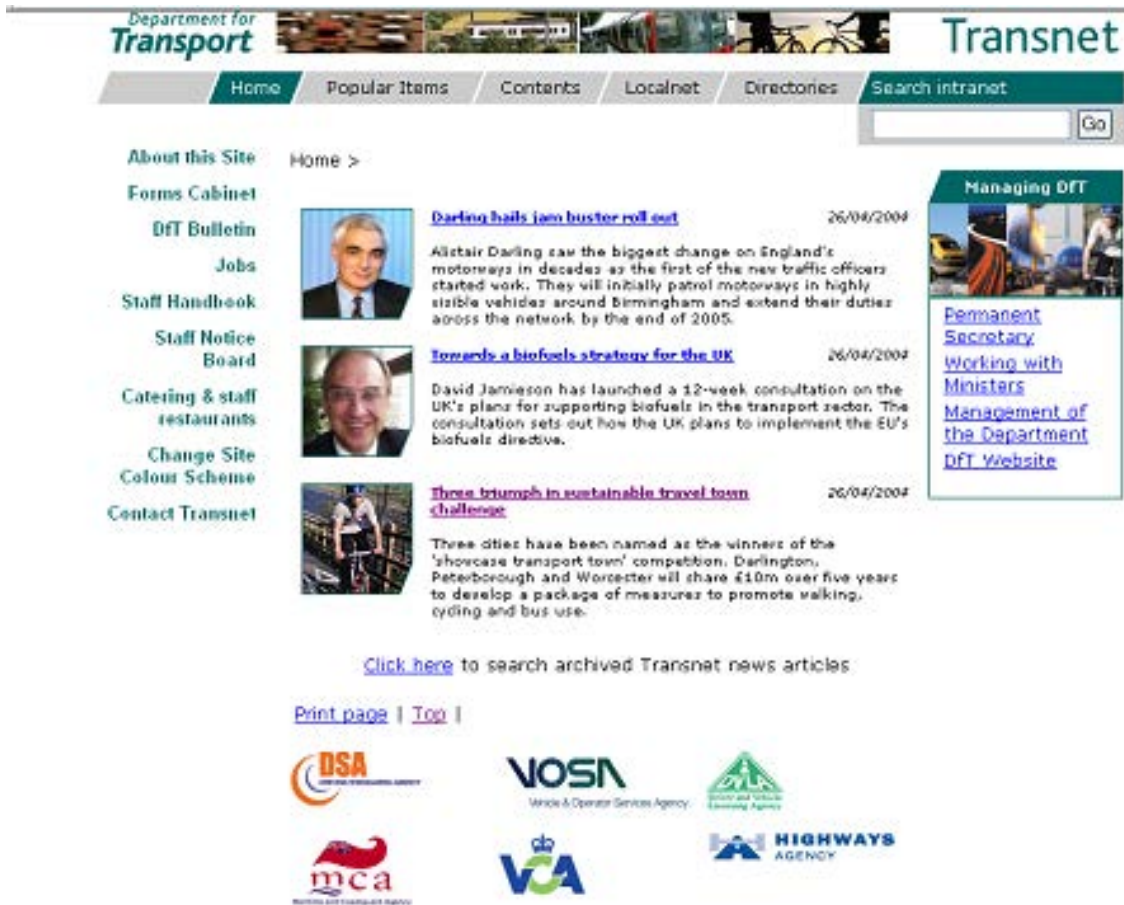 Department for
Transport
Transnet
Home
Popular Items
Contents
Localnet
Directories
Search intranet
Go
About this Site
Forms Cabinet
DfT Bulletin
Jobs
Staff Handbook
Staff Notice
Board
Catering & staff
restaurants
Change Site
Colour Scheme
Contact Transnet
Home >
Darling hails jam buster roll out 26/04/2004
Alistair Darling saw the biggest change on England's
motorways in decades as the first of the new traffic officers
started work. They will initially patrol motorways in highly
visible vehicles around Birmingham and extend their duties
across the network by the end of 2005.
Towards a biofuels strategy for the UK 26/04/2004
David Jamieson has launched a 12-week consultation on the
UK's plans for supporting biofuels in the transport sector. The
consultation sets out how the UK plans to implement the EU's
biofuels directive.
Three triumph in sustainable travel town 26/04/2004
challenge
Three cities have been named as the winners of the
'showcase transport town' competition. Darlington,
Peterborough and Worcester will share £10m over five years
to develop a package of measures to promote walking,
cycling and bus use.
Managing DfT
Permanent
Secretary
Working with
Ministers
Management of
the Department
DfT Website
Click here to search archived Transnet news articles
Print page | Top |
DSA
VOSA
Vehicle & Operator Services Agency
DVLA
Driver and Vehicle
Licensing Agency
mca
Maritime and Coastguard Agency
VCA
HIGHWAYS
AGENCY